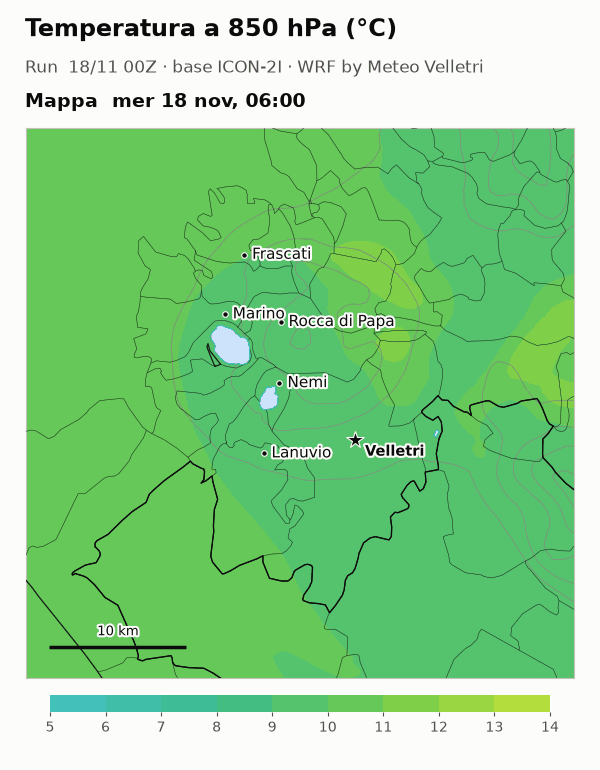 Temperatura a 850 hPa (°C)
Run 18/11 00Z · base ICON-2I · WRF by Meteo Velletri
Mappa mer 18 nov, 06:00
Frascati
Marino
Rocca di Papa
Nemi
Velletri
Lanuvio
10 km
5 6 7 8 9 10 11 12 13 14